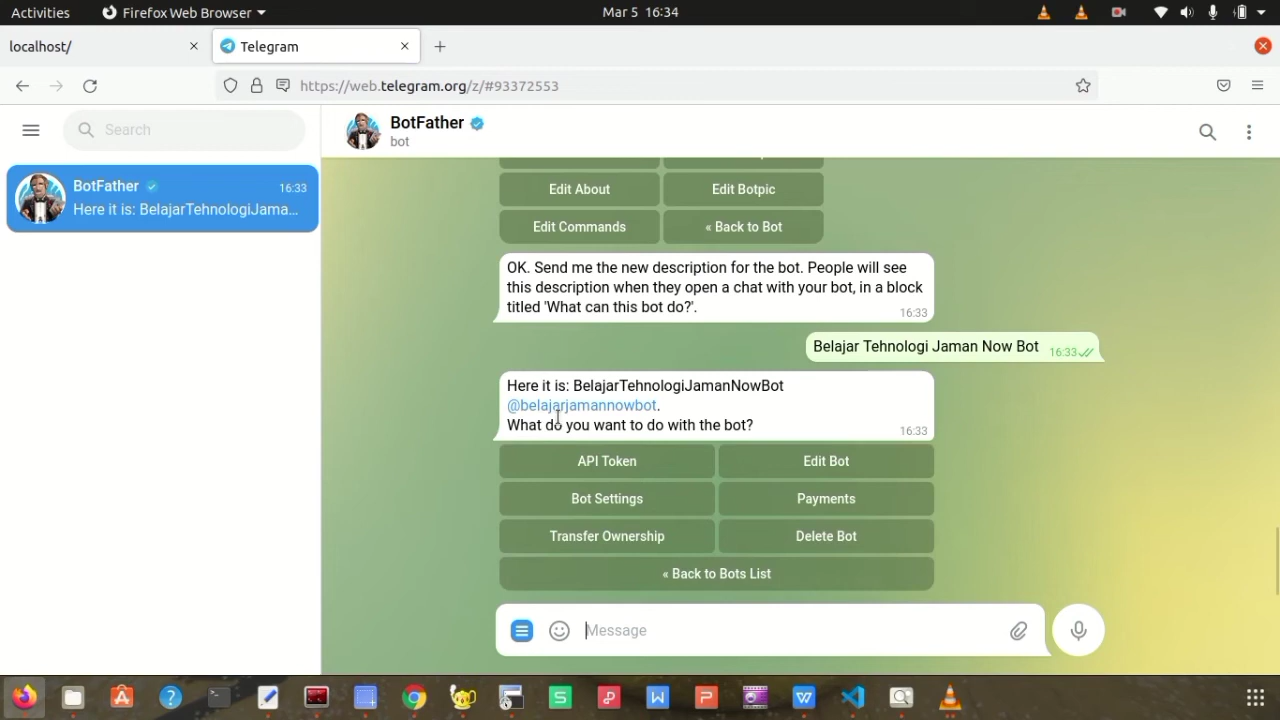 Activities
Firefox Web Browser
Mar 5 16:34
localhost/
Telegram
https://web.telegram.org/z/#93372553
Search
BotFather
bot
BotFather
16:33
Here it is: BelajarTehnologiJama...
Edit About
Edit Botpic
Edit Commands
« Back to Bot
OK. Send me the new description for the bot. People will see
this description when they open a chat with your bot, in a block
titled 'What can this bot do?'.
16:33
Belajar Tehnologi Jaman Now Bot
16:33
Here it is: BelajarTehnologiJamanNowBot
@belajarjamannowbot.
What do you want to do with the bot?
16:33
API Token
Edit Bot
Bot Settings
Payments
Transfer Ownership
Delete Bot
« Back to Bots List
Message